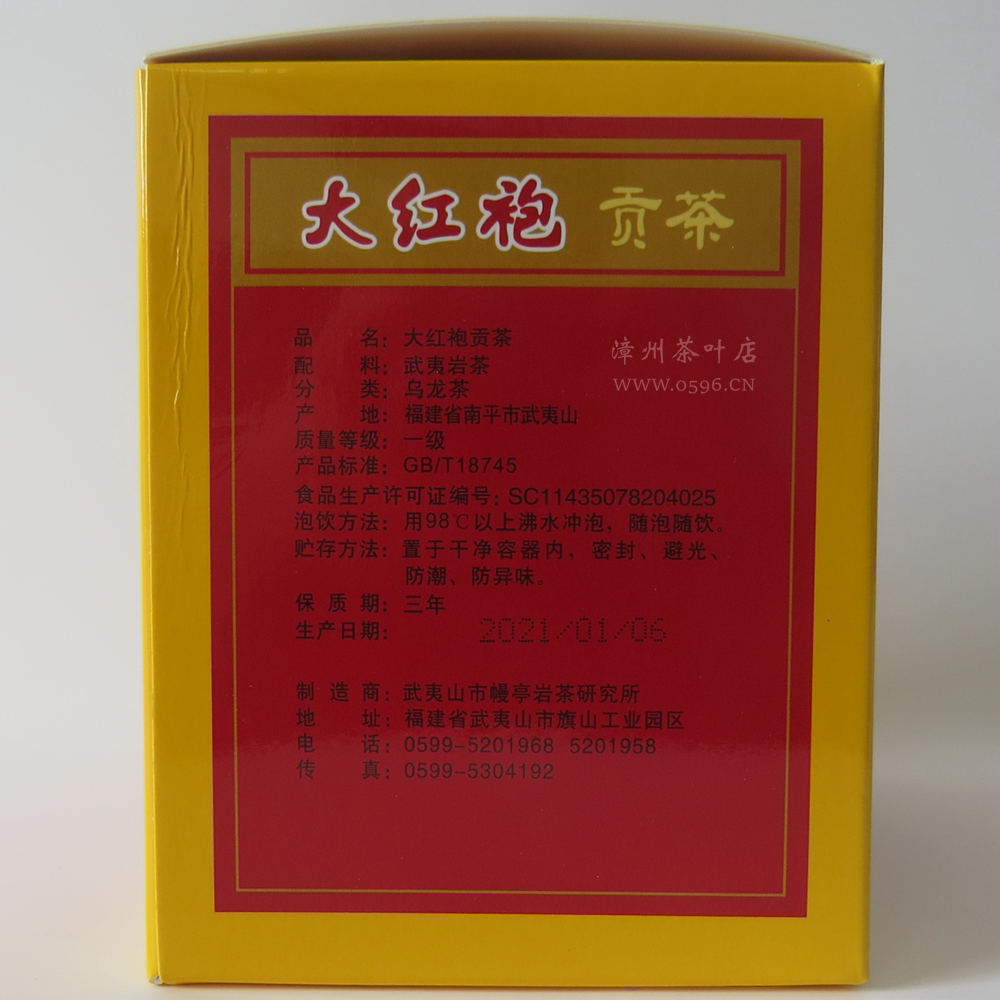 大红袍 贡茶
品 名：大红袍贡茶
漳州茶叶店
WWW.0596.CN
配 料：武夷岩茶
分 类：乌龙茶
产 地：福建省南平市武夷山
质量等级：一级
产品标准：GB/T18745
食品生产许可证编号：SC11435078204025
泡饮方法：用98℃以上沸水冲泡，随泡随饮。
贮存方法：置于干净容器内，密封、避光、
防潮、防异味。
保 质 期：三年
生产日期： 2021/01/06
制 造 商：武夷山市幔亭岩茶研究所
地 址：福建省武夷山市旗山工业园区
电 话：0599-5201968 5201958
传 真：0599-5304192